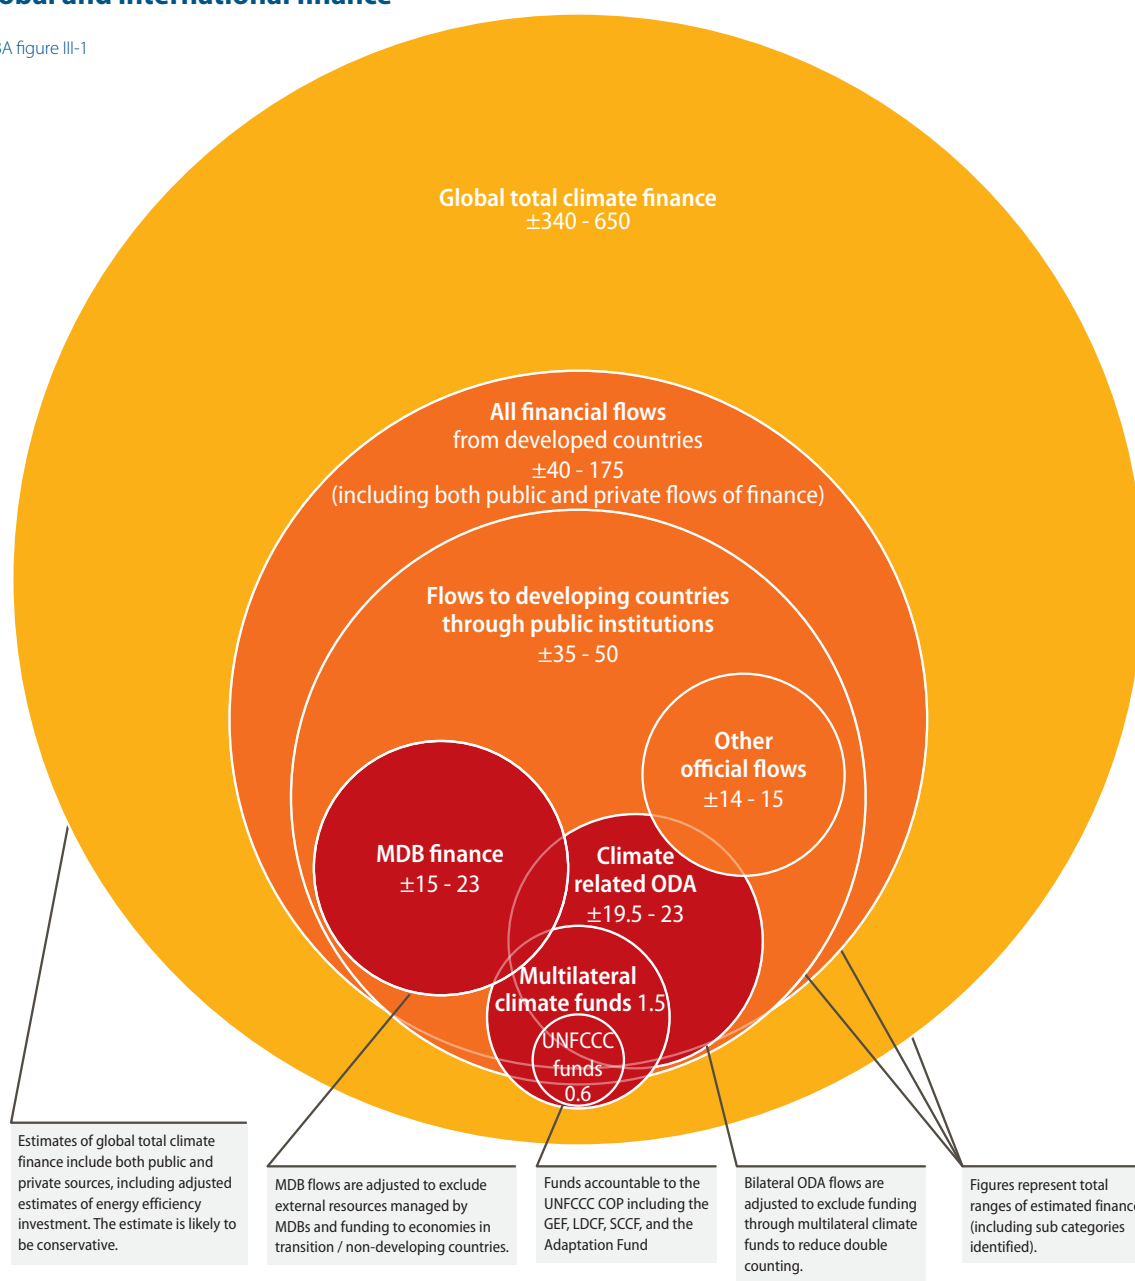 and international finance
figure III-1
Global total climate finance
±340 - 650
All financial flows
from developed countries
±40 - 175
(including both public and private flows of finance)
Flows to developing countries
through public institutions
±35 - 50
Other
official flows
±14 - 15
MDB finance
±15 - 23
Climate
related ODA
±19.5 - 23
Multilateral
climate funds 1.5
UNFCCC
funds
0.6
Estimates of global total climate
finance include both public and
private sources, including adjusted
estimates of energy efficiency
investment. The estimate is likely to
be conservative.
MDB flows are adjusted to exclude
external resources managed by
MDBs and funding to economies in
transition / non-developing countries.
Funds accountable to the
UNFCCC COP including the
GEF, LDCF, SCCF, and the
Adaptation Fund
Bilateral ODA flows are
adjusted to exclude funding
through multilateral climate
funds to reduce double
counting.
Figures represent total
ranges of estimated finance
(including sub categories
identified).